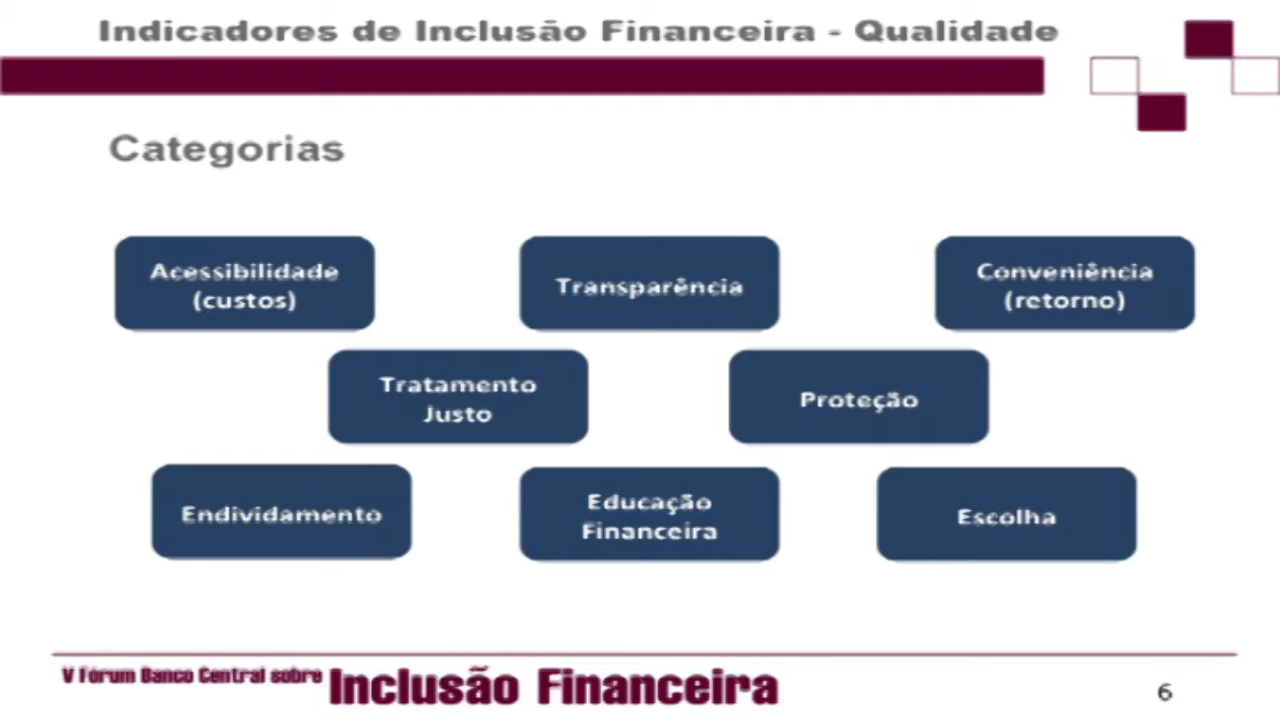 Indicadores de Inclusão Financeira - Qualidade
Categorias
Acessibilidade
(custos)
Transparência
Conveniência
(retorno)
Tratamento
Justo
Proteção
Endividamento
Educação
Financeira
Escolha
V Fórum Banco Central sobre Inclusão Financeira
6